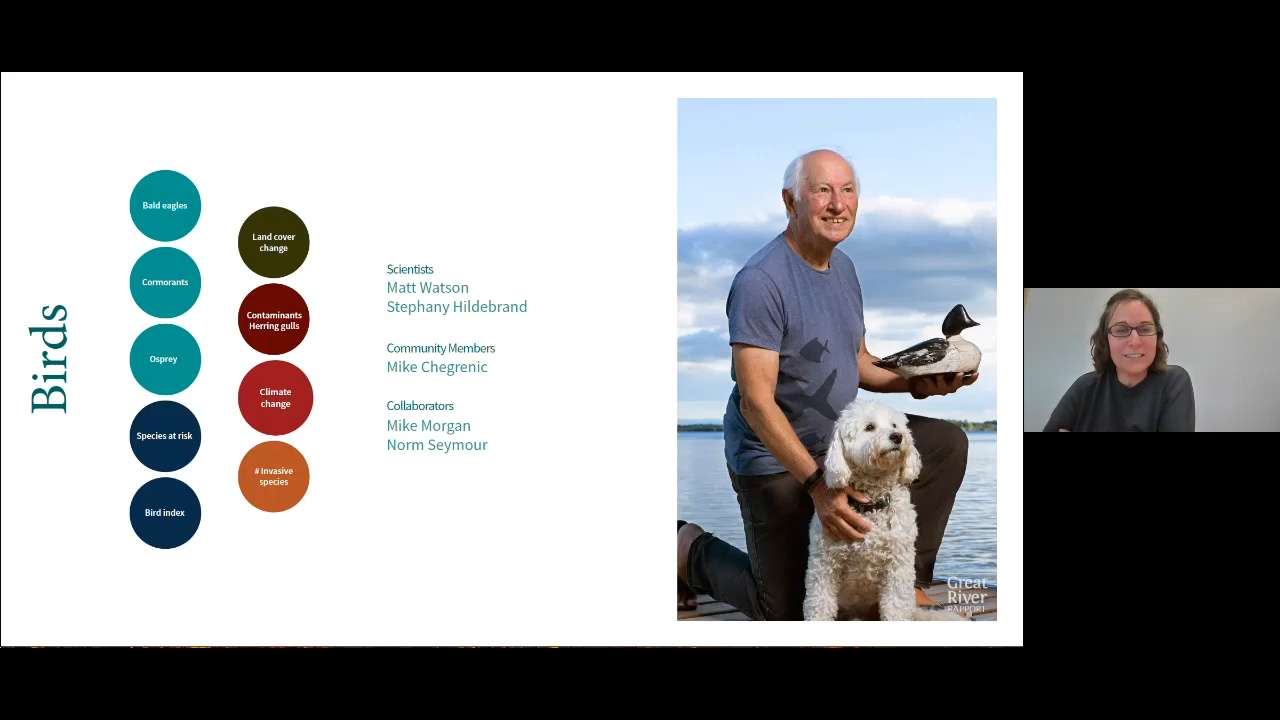 Birds
Bald eagles
Cormorants
Osprey
Species at risk
Bird index
Land cover
change
Contaminants
Herring gulls
Climate
change
# Invasive
species
Scientists
Matt Watson
Stephany Hildebrand
Community Members
Mike Chegrenic
Collaborators
Mike Morgan
Norm Seymour
Great
River
RAPPORT